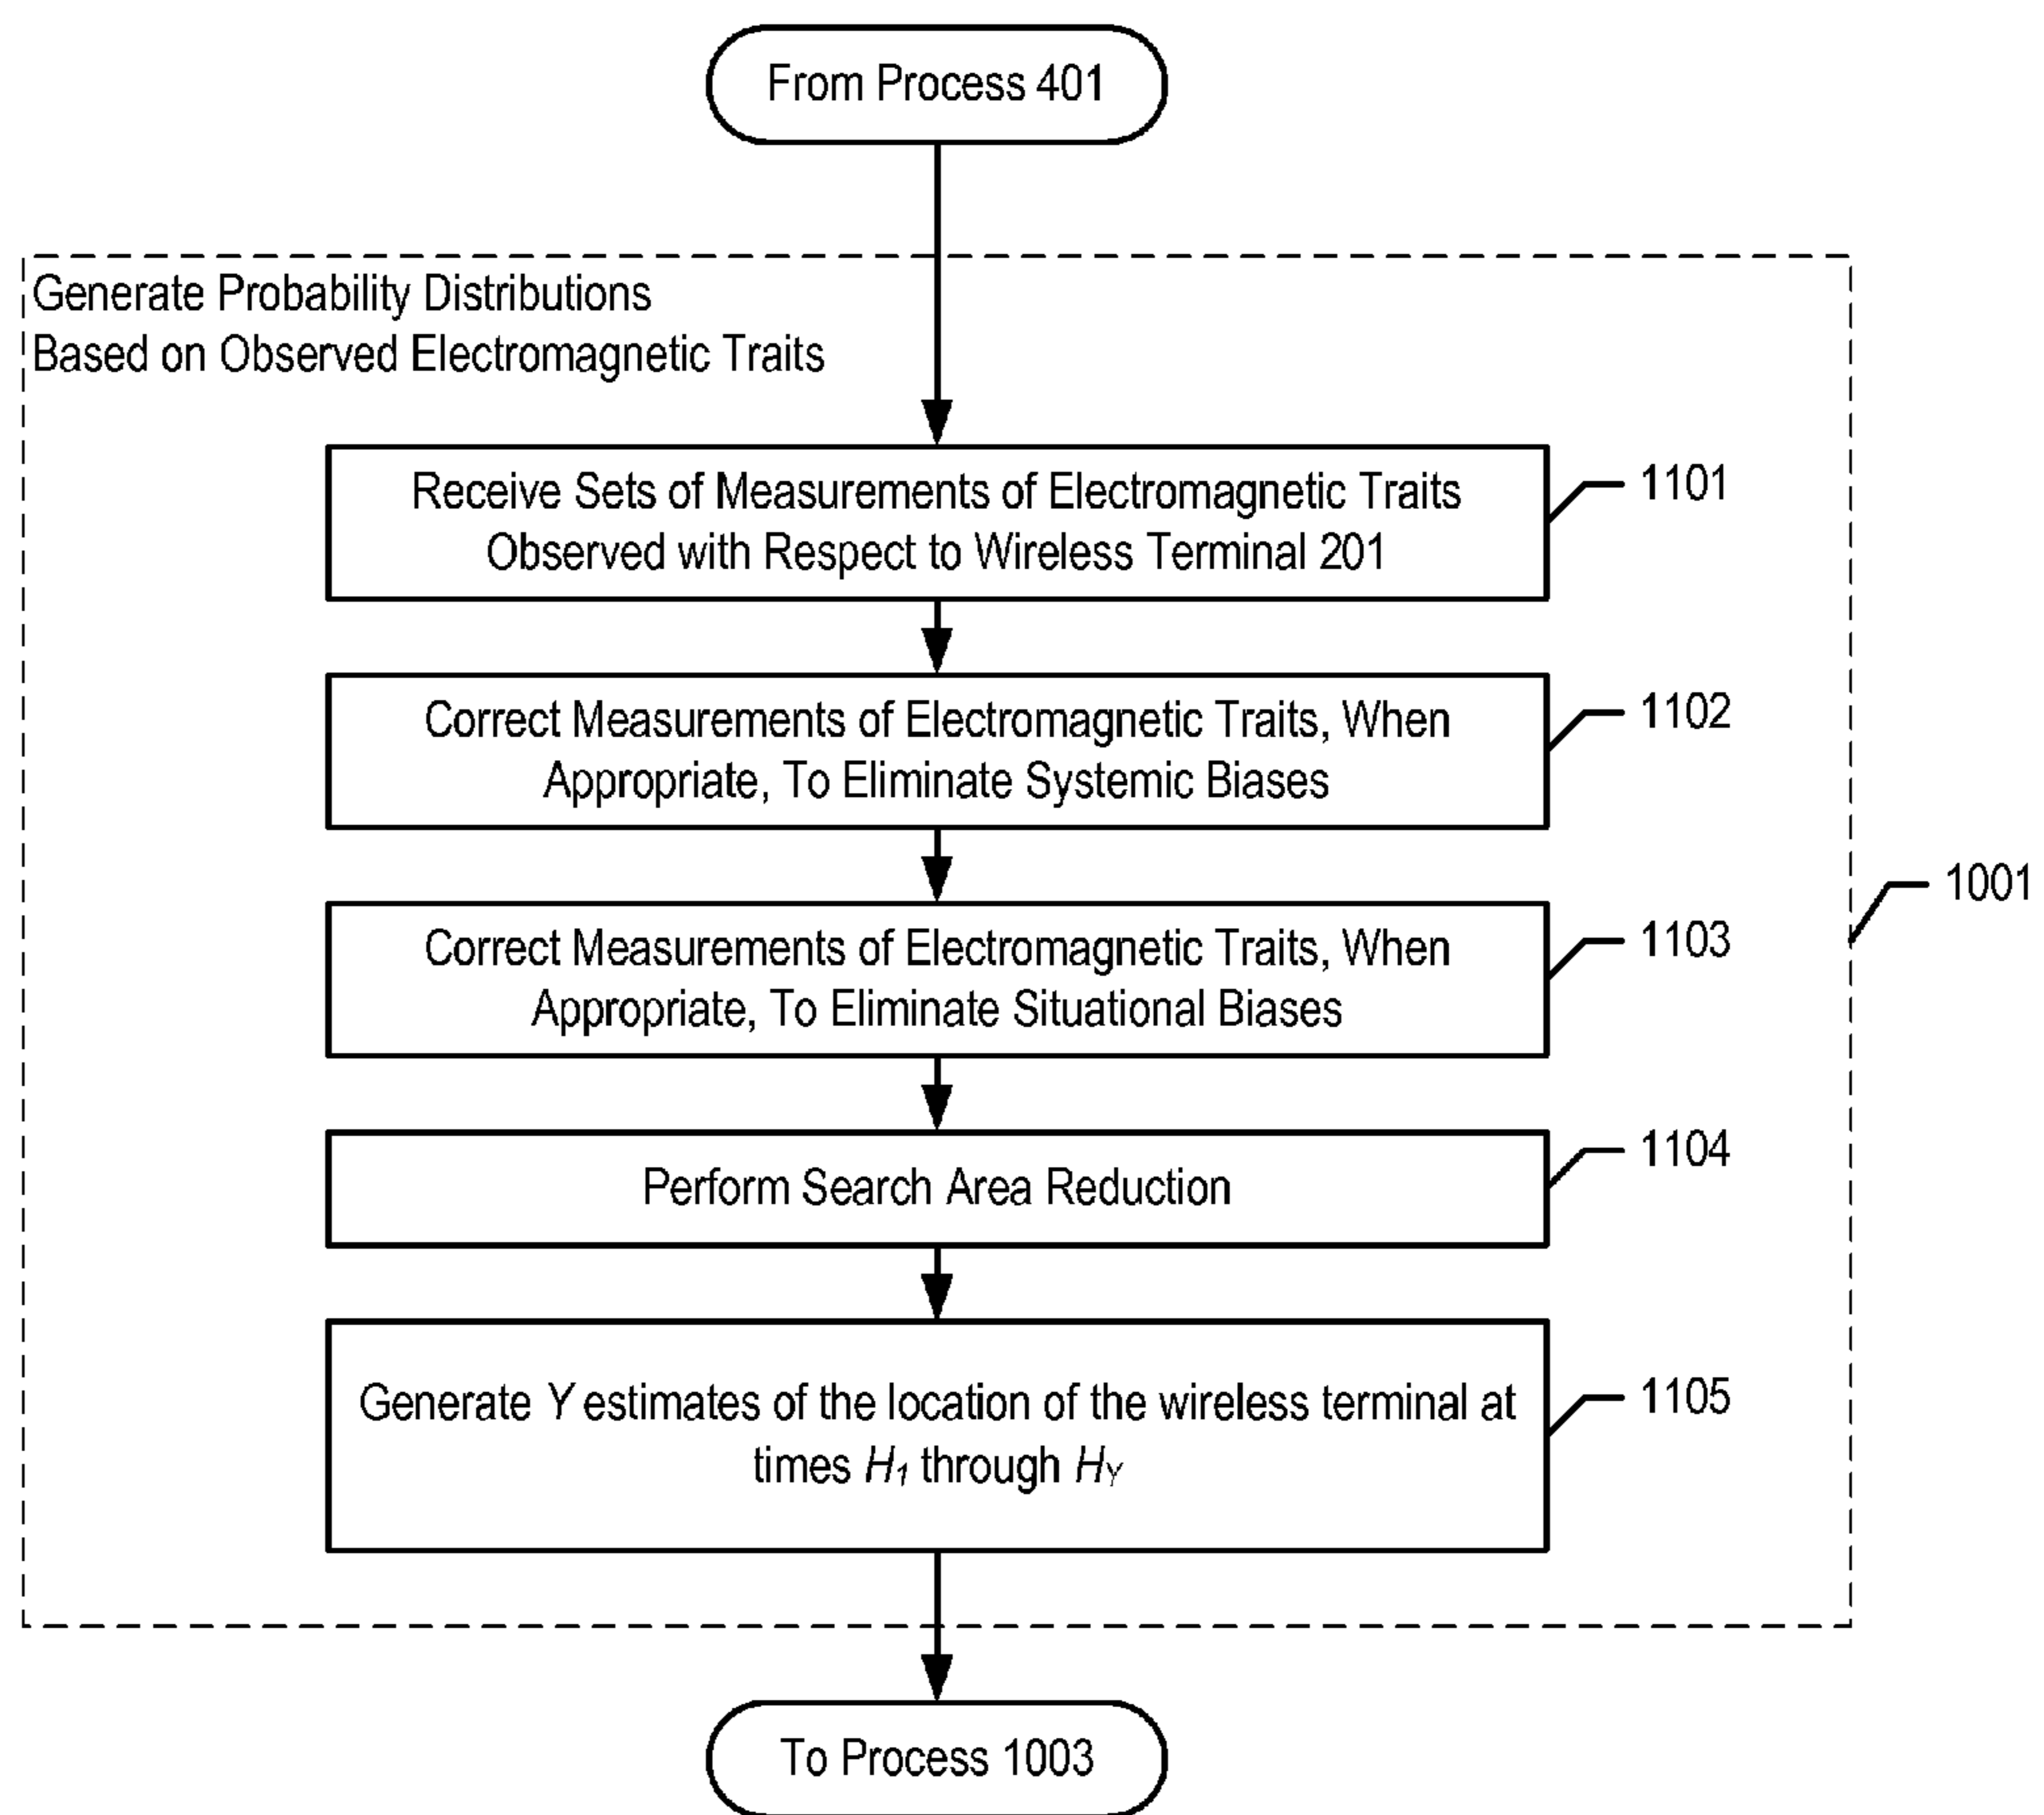 From Process 401
Generate Probability Distributions
Based on Observed Electromagnetic Traits
Receive Sets of Measurements of Electromagnetic Traits
Observed with Respect to Wireless Terminal 201
1101
Correct Measurements of Electromagnetic Traits, When
Appropriate, To Eliminate Systemic Biases
1102
Correct Measurements of Electromagnetic Traits, When
Appropriate, To Eliminate Situational Biases
1103
1001
Perform Search Area Reduction
1104
Generate Y estimates of the location of the wireless terminal at
times H1 through HY
1105
To Process 1003